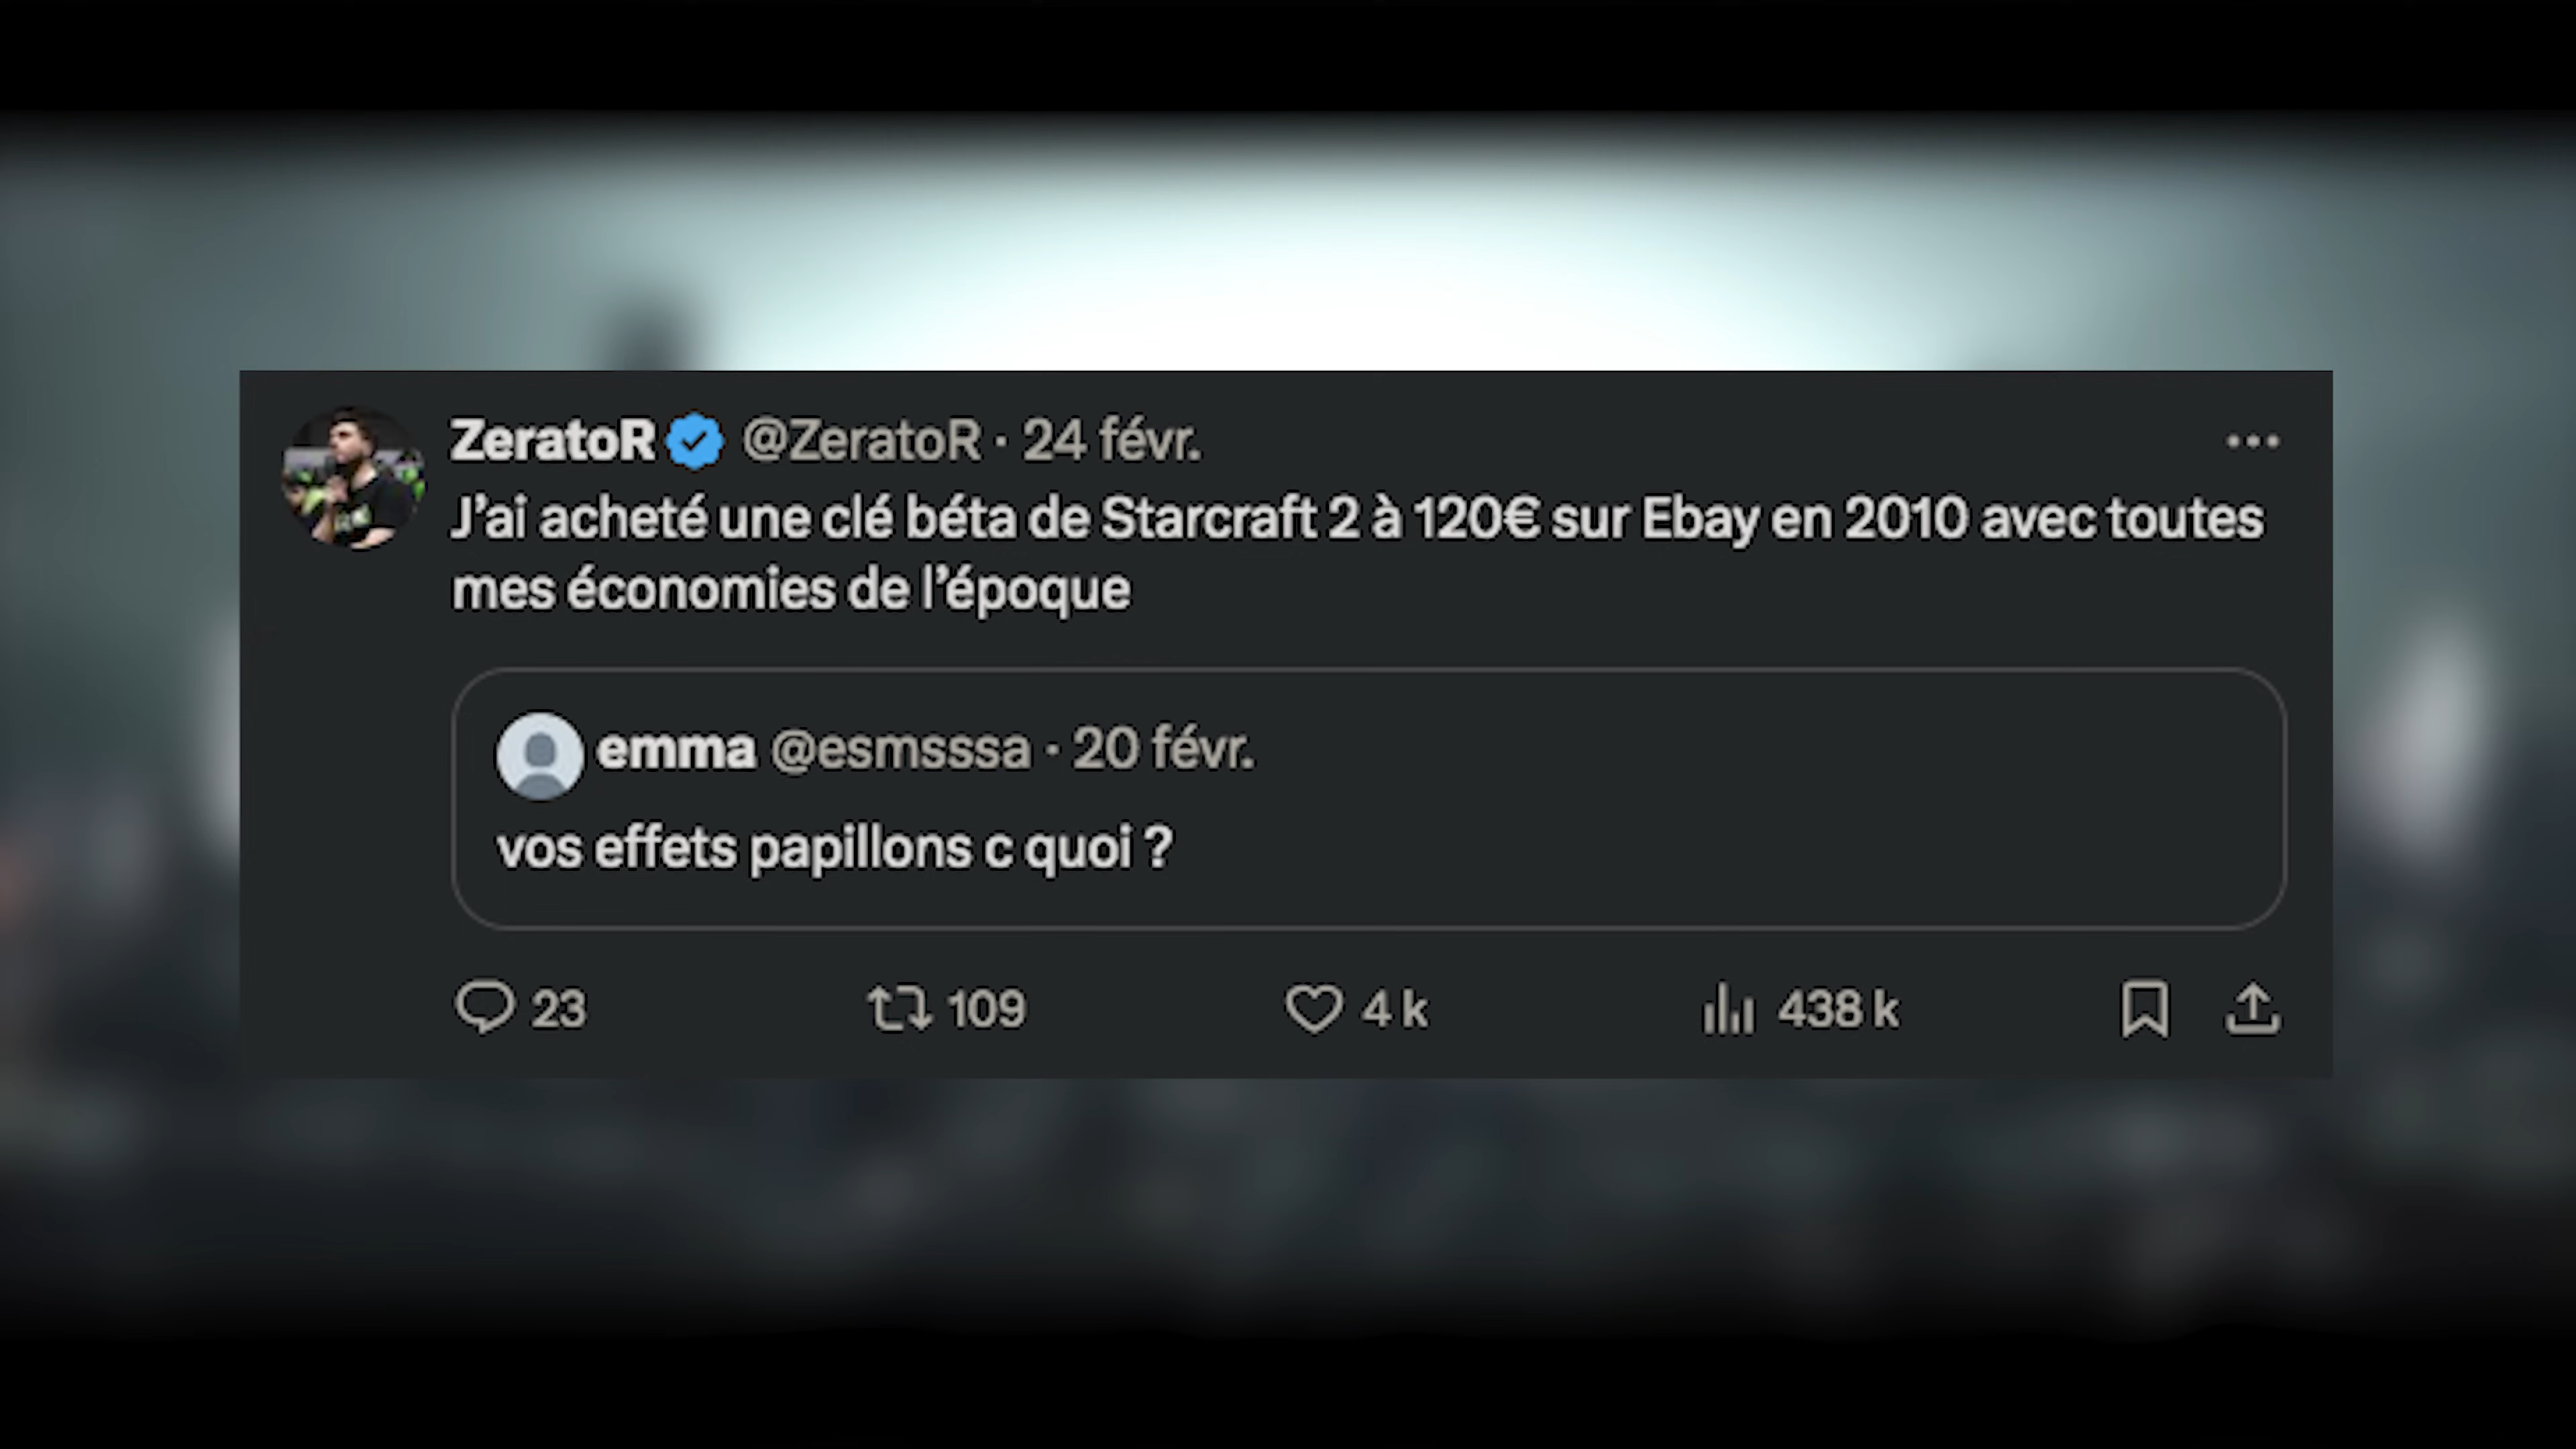 ZeratoR @ZeratoR · 24 févr.
J'ai acheté une clé béta de Starcraft 2 à 120€ sur Ebay en 2010 avec toutes
mes économies de l'époque
emma @esmsssa · 20 févr.
vos effets papillons c quoi ?
23 109 4 k 438 k